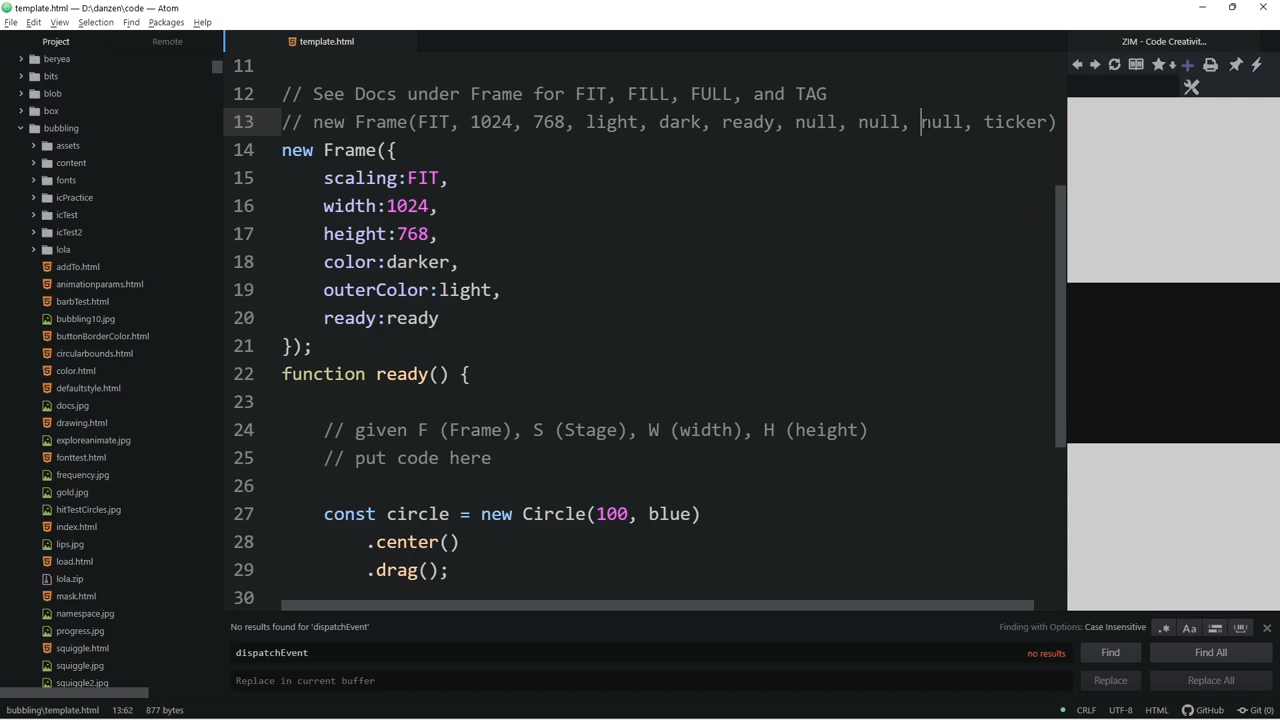 template.html — D:\danzen\code — Atom
File Edit View Selection Find Packages Help
Project Remote
template.html
ZIM - Code Creativit...
beryea
bits
blob
box
bubbling
assets
content
fonts
icPractice
icTest
icTest2
lola
addTo.html
animationparams.html
barbTest.html
bubbling10.jpg
buttonBorderColor.html
circularbounds.html
color.html
defaultstyle.html
docs.jpg
drawing.html
exploreanimate.jpg
fonttest.html
frequency.jpg
gold.jpg
hitTestCircles.jpg
index.html
lips.jpg
load.html
lola.zip
mask.html
namespace.jpg
progress.jpg
squiggle.html
squiggle.jpg
squiggle2.jpg
11
12 // See Docs under Frame for FIT, FILL, FULL, and TAG
13 // new Frame(FIT, 1024, 768, light, dark, ready, null, null, null, ticker)
14 new Frame({
15 scaling:FIT,
16 width:1024,
17 height:768,
18 color:darker,
19 outerColor:light,
20 ready:ready
21 });
22 function ready() {
23
24 // given F (Frame), S (Stage), W (width), H (height)
25 // put code here
26
27 const circle = new Circle(100, blue)
28 .center()
29 .drag();
30
No results found for 'dispatchEvent'
Finding with Options: Case Insensitive
.* Aa
dispatchEvent no results Find Find All
Replace in current buffer Replace Replace All
bubbling\template.html 13:62 877 bytes CRLF UTF-8 HTML GitHub Git (0)